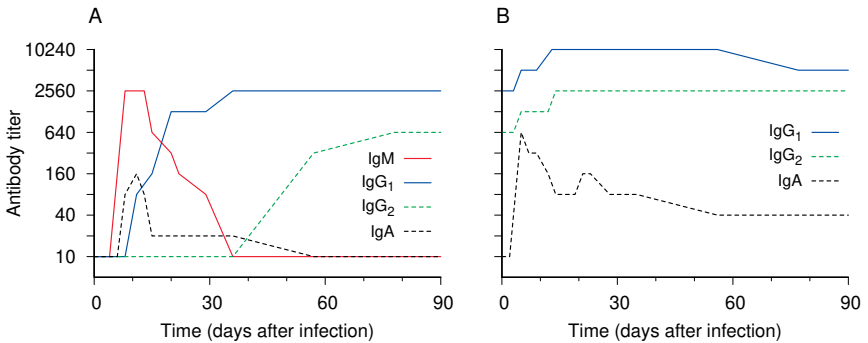 A
B
10240
2560
640
160
40
10
Antibody titer
IgM
IgG1
IgG2
IgA
0
30
60
90
Time (days after infection)
IgG1
IgG2
IgA
0
30
60
90
Time (days after infection)